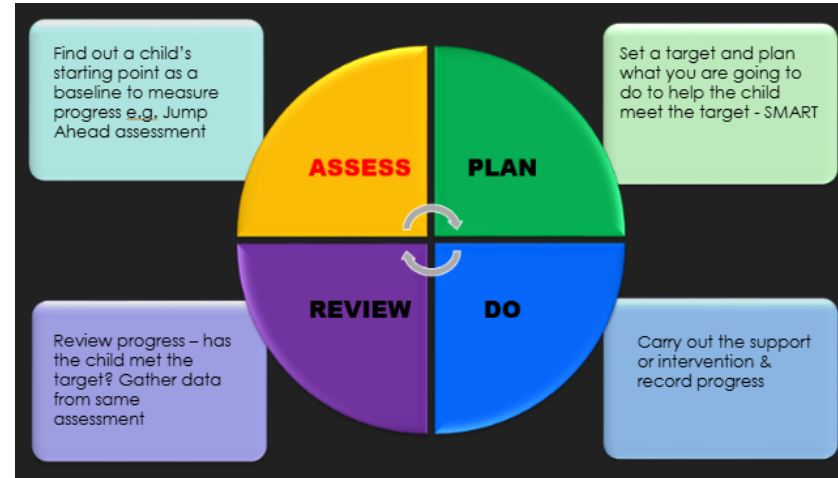 Find out a child's
starting point as a
baseline to measure
progress e.g. Jump
Ahead assessment
Set a target and plan
what you are going to
do to help the child
meet the target - SMART
ASSESS
PLAN
REVIEW
DO
Review progress – has
the child met the
target? Gather data
from same
assessment
Carry out the support
or intervention &
record progress